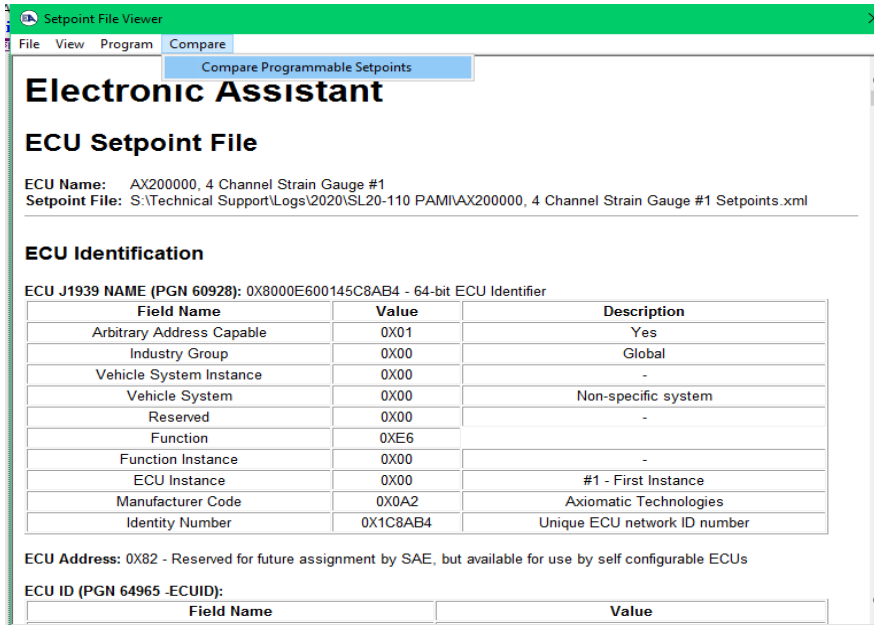 EA Setpoint File Viewer
File View Program Compare
Compare Programmable Setpoints
Electronic Assistant
ECU Setpoint File
ECU Name: AX200000, 4 Channel Strain Gauge #1
Setpoint File: S:\Technical Support\Logs\2020\SL20-110 PAMI\AX200000, 4 Channel Strain Gauge #1 Setpoints.xml
ECU Identification
ECU J1939 NAME (PGN 60928): 0X8000E600145C8AB4 - 64-bit ECU Identifier
Field Name Value Description
Arbitrary Address Capable 0X01 Yes
Industry Group 0X00 Global
Vehicle System Instance 0X00 -
Vehicle System 0X00 Non-specific system
Reserved 0X00 -
Function 0XE6
Function Instance 0X00 -
ECU Instance 0X00 #1 - First Instance
Manufacturer Code 0X0A2 Axiomatic Technologies
Identity Number 0X1C8AB4 Unique ECU network ID number
ECU Address: 0X82 - Reserved for future assignment by SAE, but available for use by self configurable ECUs
ECU ID (PGN 64965 -ECUID):
Field Name Value